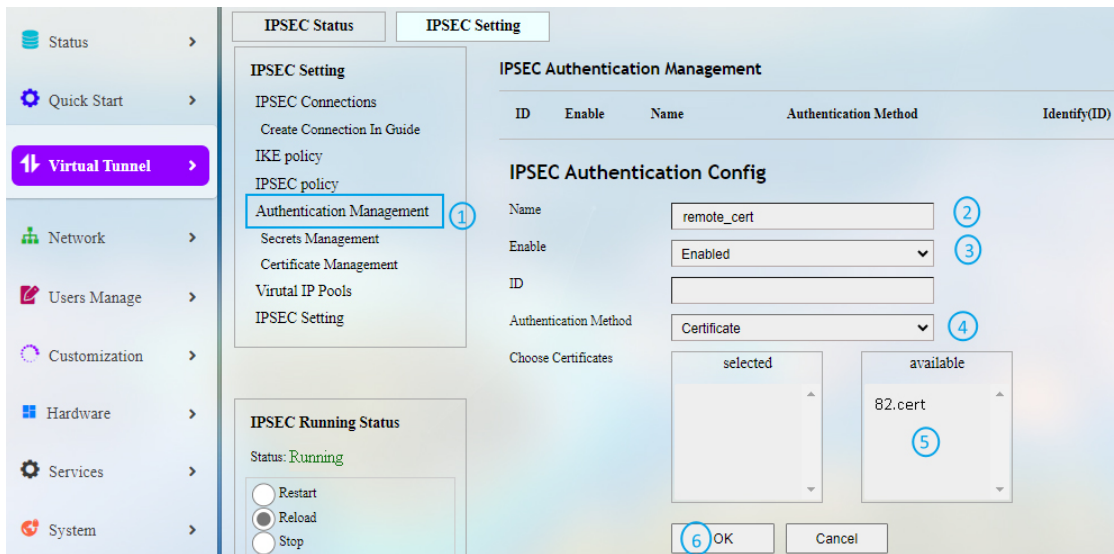 Status
Quick Start
Virtual Tunnel
Network
Users Manage
Customization
Hardware
Services
System
IPSEC Status
IPSEC Setting
IPSEC Setting
IPSEC Connections
Create Connection In Guide
IKE policy
IPSEC policy
Authentication Management
1
Secrets Management
Certificate Management
Virutal IP Pools
IPSEC Setting
IPSEC Running Status
Status: Running
Restart
Reload
Stop
IPSEC Authentication Management
ID Enable Name Authentication Method Identify(ID)
IPSEC Authentication Config
Name remote_cert 2
Enable Enabled 3
ID
Authentication Method Certificate 4
Choose Certificates selected available
82.cert
5
6 OK Cancel